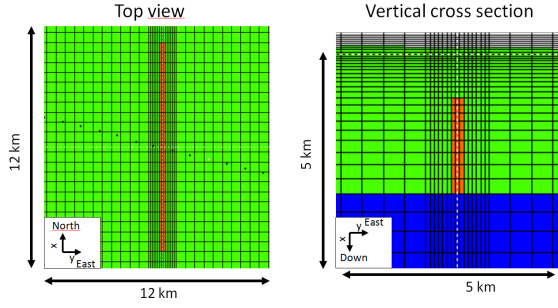 Top view
Vertical cross section
12 km
North
x
y
East
12 km
5 km
East
x
y
Down
5 km